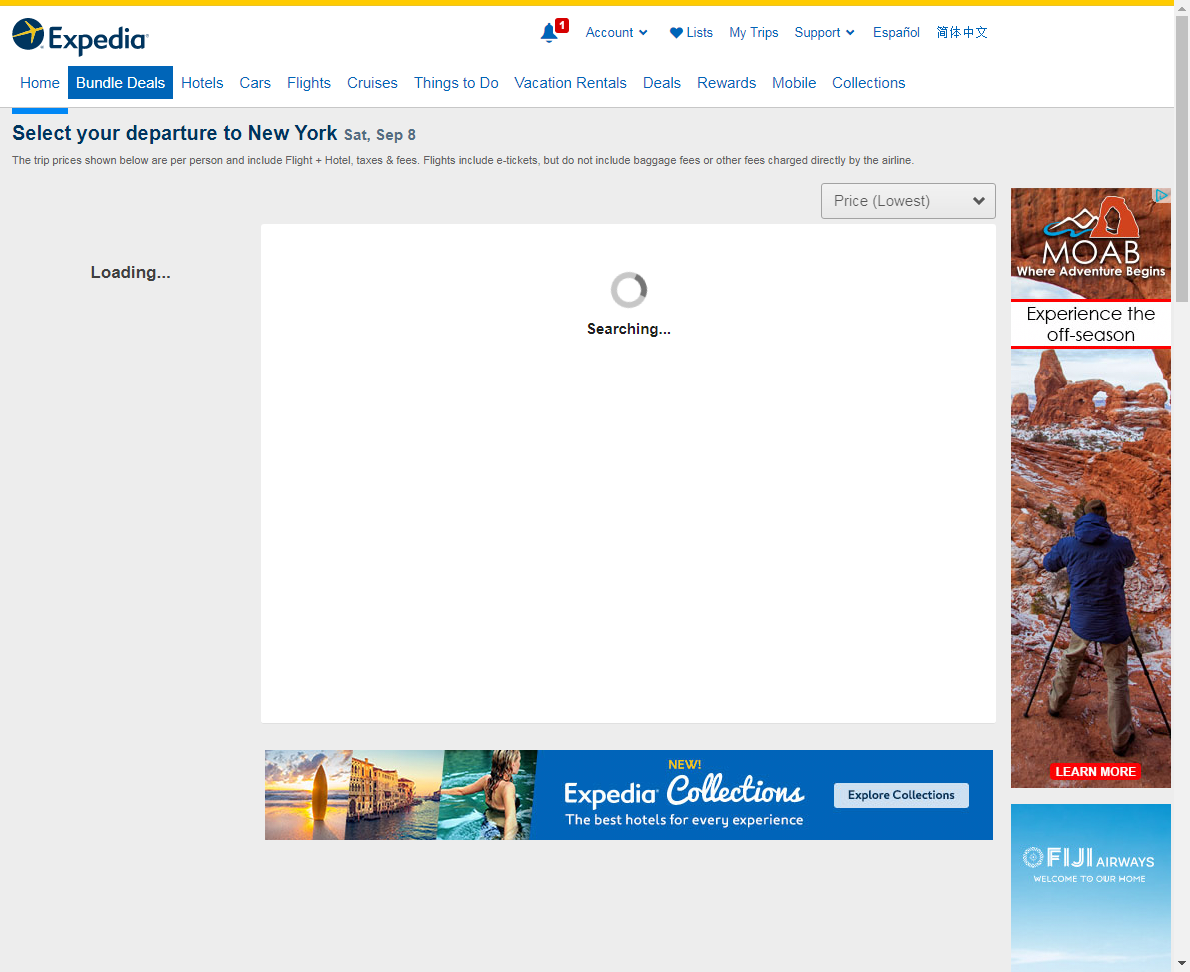 Expedia
1
Account
Lists
My Trips
Support
Español
简体中文
Home
Bundle Deals
Hotels
Cars
Flights
Cruises
Things to Do
Vacation Rentals
Deals
Rewards
Mobile
Collections
Select your departure to New York Sat, Sep 8
The trip prices shown below are per person and include Flight + Hotel, taxes & fees. Flights include e-tickets, but do not include baggage fees or other fees charged directly by the airline.
Price (Lowest)
Loading...
Searching...
MOAB
Where Adventure Begins
Experience the
off-season
LEARN MORE
NEW!
Expedia Collections
The best hotels for every experience
Explore Collections
FIJI AIRWAYS
WELCOME TO OUR HOME